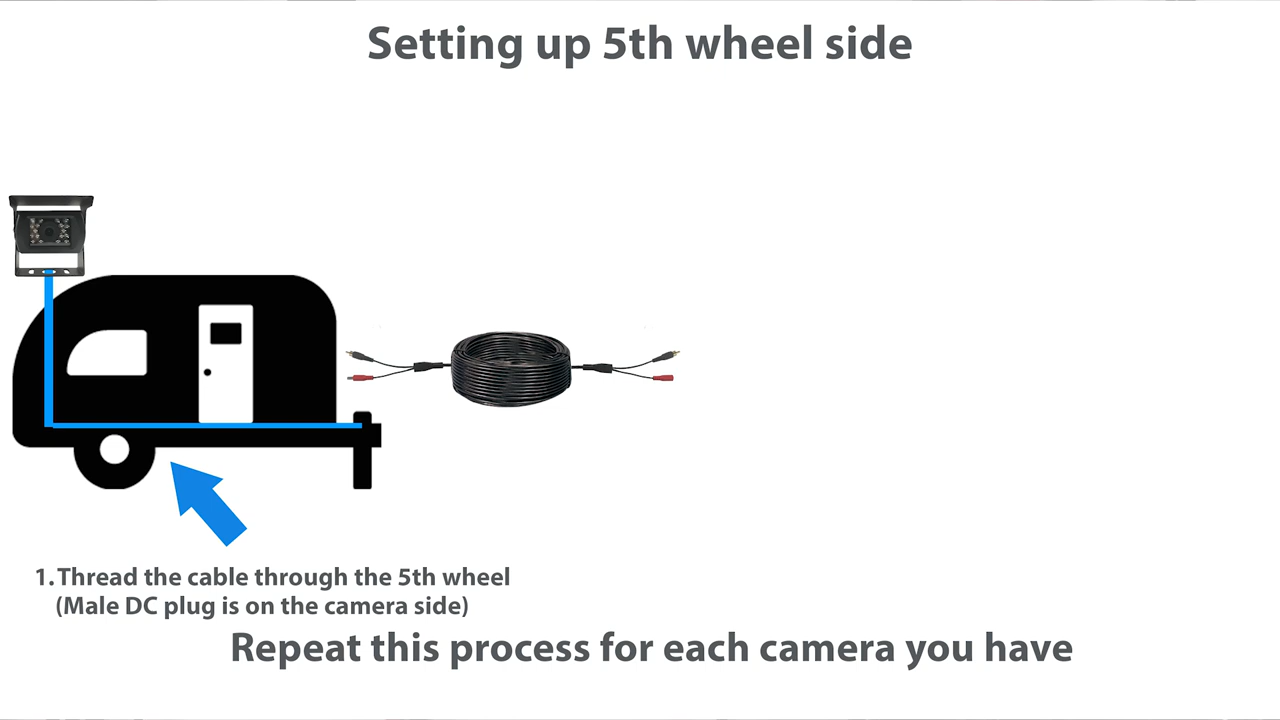 Setting up 5th wheel side
1. Thread the cable through the 5th wheel
(Male DC plug is on the camera side)
Repeat this process for each camera you have